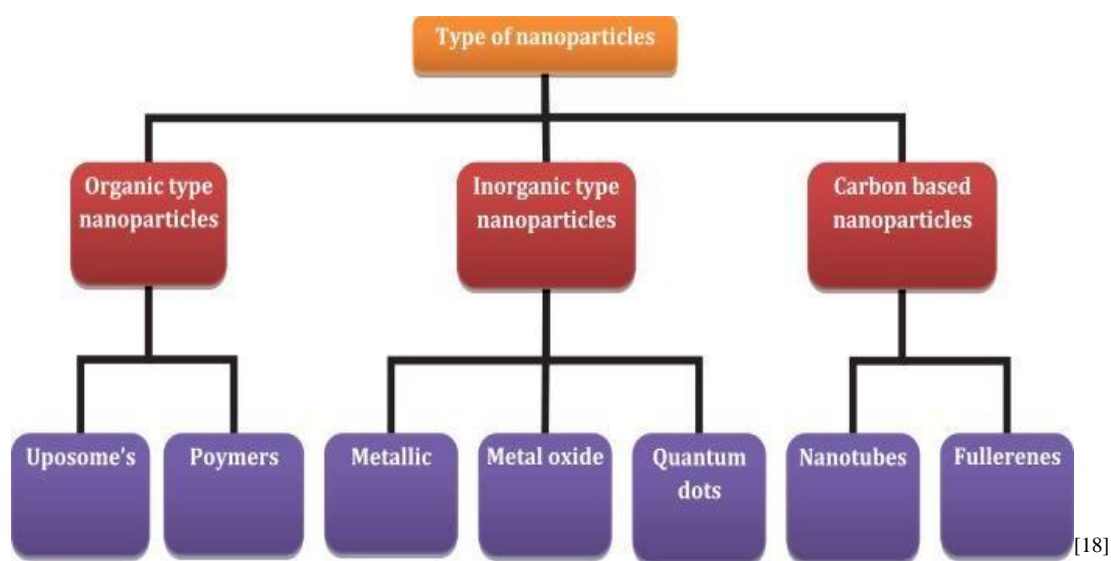 Type of nanoparticles
Organic type
nanoparticles
Inorganic type
nanoparticles
Carbon based
nanoparticles
Uposome's
Poymers
Metallic
Metal oxide
Quantum
dots
Nanotubes
Fullerenes
[18]